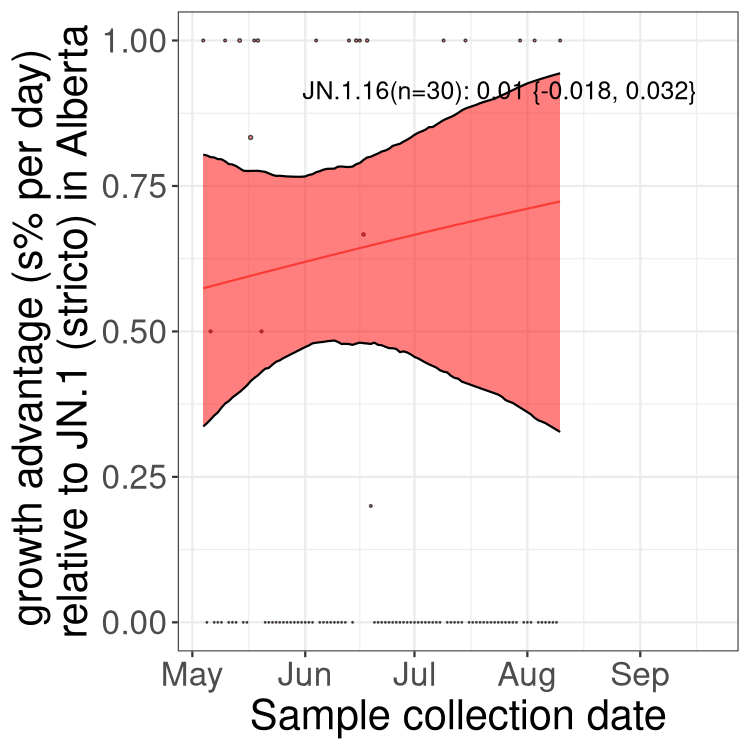 growth advantage (s% per day)
relative to JN.1 (stricto) in Alberta
1.00
0.75
0.50
0.25
0.00
JN.1.16(n=30): 0.01 {-0.018, 0.032}
May Jun Jul Aug Sep
Sample collection date